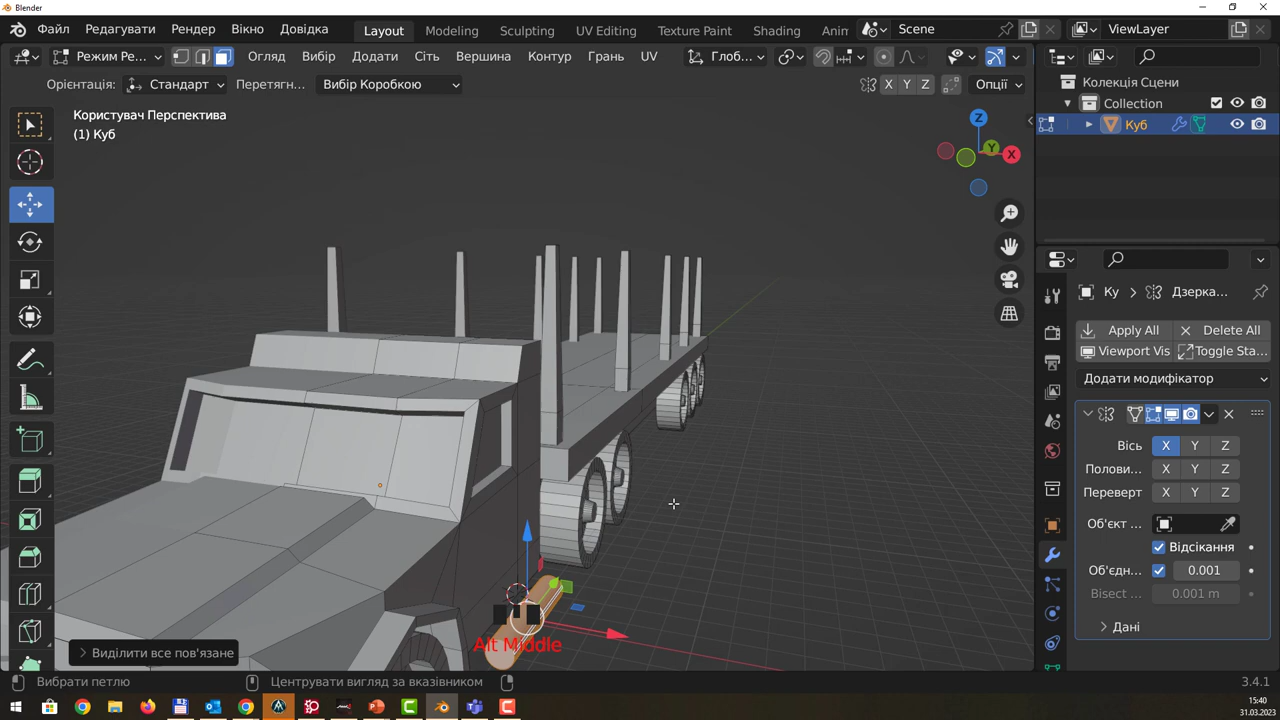 Blender
Файл Редагувати Рендер Вікно Довідка Layout Modeling Sculpting UV Editing Texture Paint Shading Anin Scene ViewLayer
Режим Ре... Огляд Вибір Додати Сіть Вершина Контур Грань UV Глоб...
Орієнтація: Стандарт Перетягн... Вибір Коробкою X Y Z Опції
Користувач Перспектива
(1) Куб
Z
Y
X
Колекція Сцени
Collection
Куб
Ку > Дзерка...
Apply All Delete All
Viewport Vis Toggle Sta...
Додати модифікатор
Вісь X Y Z
Полови... X Y Z
Переверт X Y Z
Об'єкт ...
Відсікання
Об'єдн... 0.001
Bisect ... 0.001 m
Дані
Alt Middle
Виділити все пов'язане
Вибрати петлю Центрувати вигляд за вказівником 3.4.1
15:40
31.03.2023